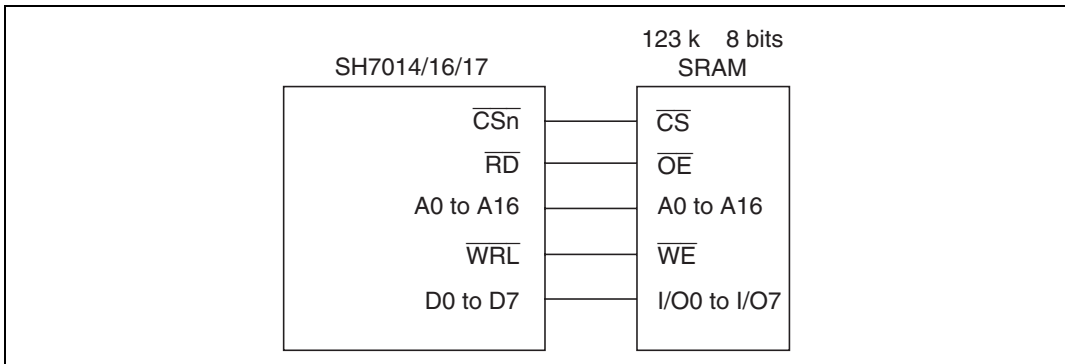 123 k 8 bits
SH7014/16/17 SRAM
CSn CS
RD OE
A0 to A16 A0 to A16
WRL WE
D0 to D7 I/O0 to I/O7